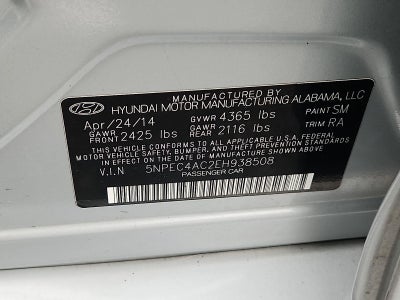 MANUFACTURED BY
HYUNDAI MOTOR MANUFACTURING ALABAMA, LLC
Apr/24/14 GVWR 4365 lbs PAINT SM
GAWR FRONT 2425 lbs GAWR REAR 2116 lbs TRIM RA
THIS VEHICLE CONFORMS TO ALL APPLICABLE U.S.A. FEDERAL
MOTOR VEHICLE SAFETY, BUMPER, AND THEFT PREVENTION
STANDARDS IN EFFECT ON THE DATE OF MANUFACTURE SHOWN ABOVE.
V.I.N 5NPEC4AC2EH938508
PASSENGER CAR